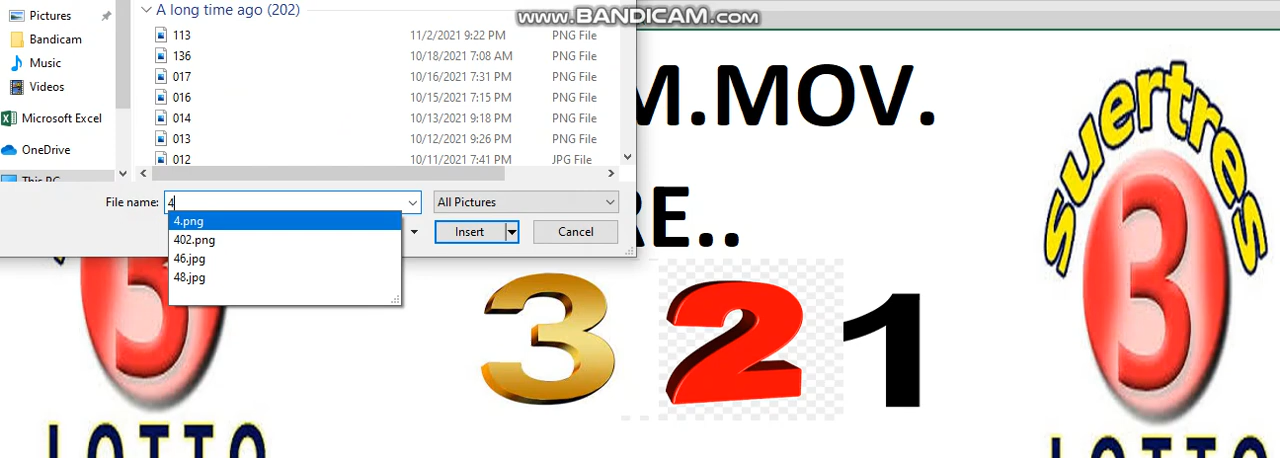 www.BANDICAM.com
Pictures
Bandicam
Music
Videos
Microsoft Excel
OneDrive
This PC
A long time ago (202)
113 11/2/2021 9:22 PM PNG File
136 10/18/2021 7:08 AM PNG File
017 10/16/2021 7:31 PM PNG File
016 10/15/2021 7:15 PM PNG File
014 10/13/2021 9:18 PM PNG File
013 10/12/2021 9:26 PM PNG File
012 10/11/2021 7:41 PM JPG File
File name: 4 All Pictures
4.png
402.png
46.jpg
48.jpg
Insert Cancel
M.MOV.
RE..
3 2 1
3
LOTTO
suertres
3
LOTTO